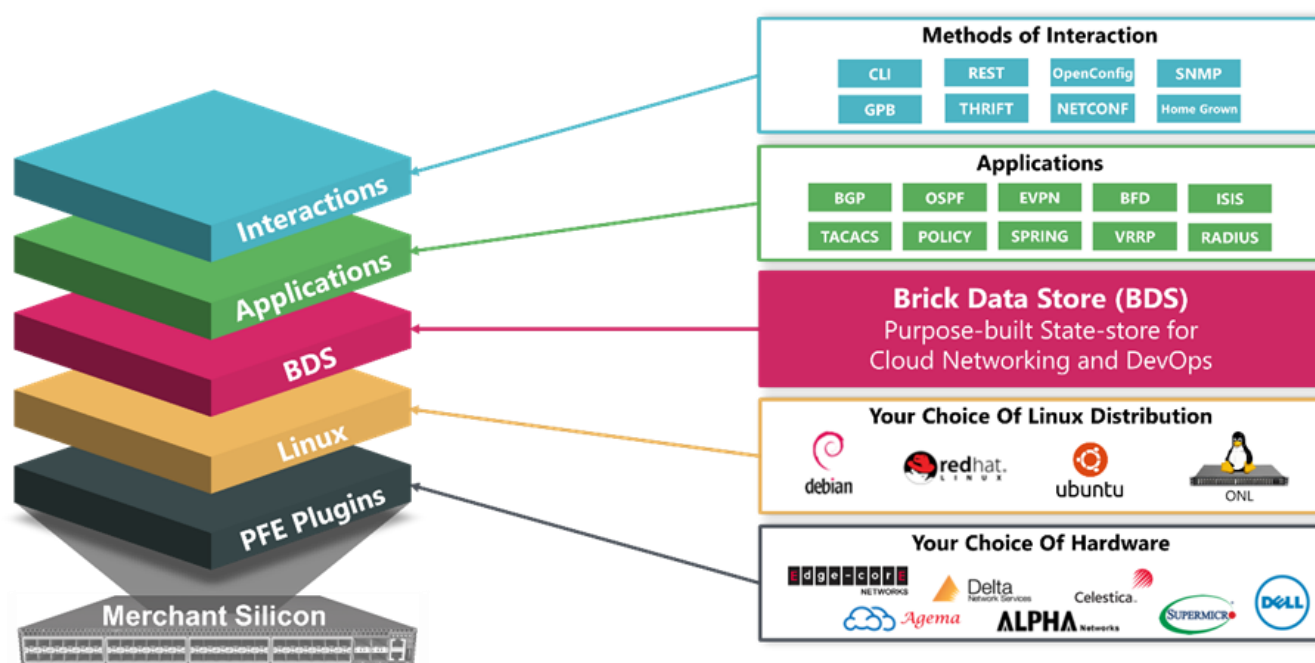 Interactions
Applications
BDS
Linux
PFE Plugins
Merchant Silicon
Methods of Interaction
CLI REST OpenConfig SNMP
GPB THRIFT NETCONF Home Grown
Applications
BGP OSPF EVPN BFD ISIS
TACACS POLICY SPRING VRRP RADIUS
Brick Data Store (BDS)
Purpose-built State-store for
Cloud Networking and DevOps
Your Choice Of Linux Distribution
debian
redhat.
LINUX
ubuntu
ONL
Your Choice Of Hardware
Edge-corE
NETWORKS
Delta
Network Services
Celestica
Agema
ALPHA Networks
SUPERMICRO
DELL